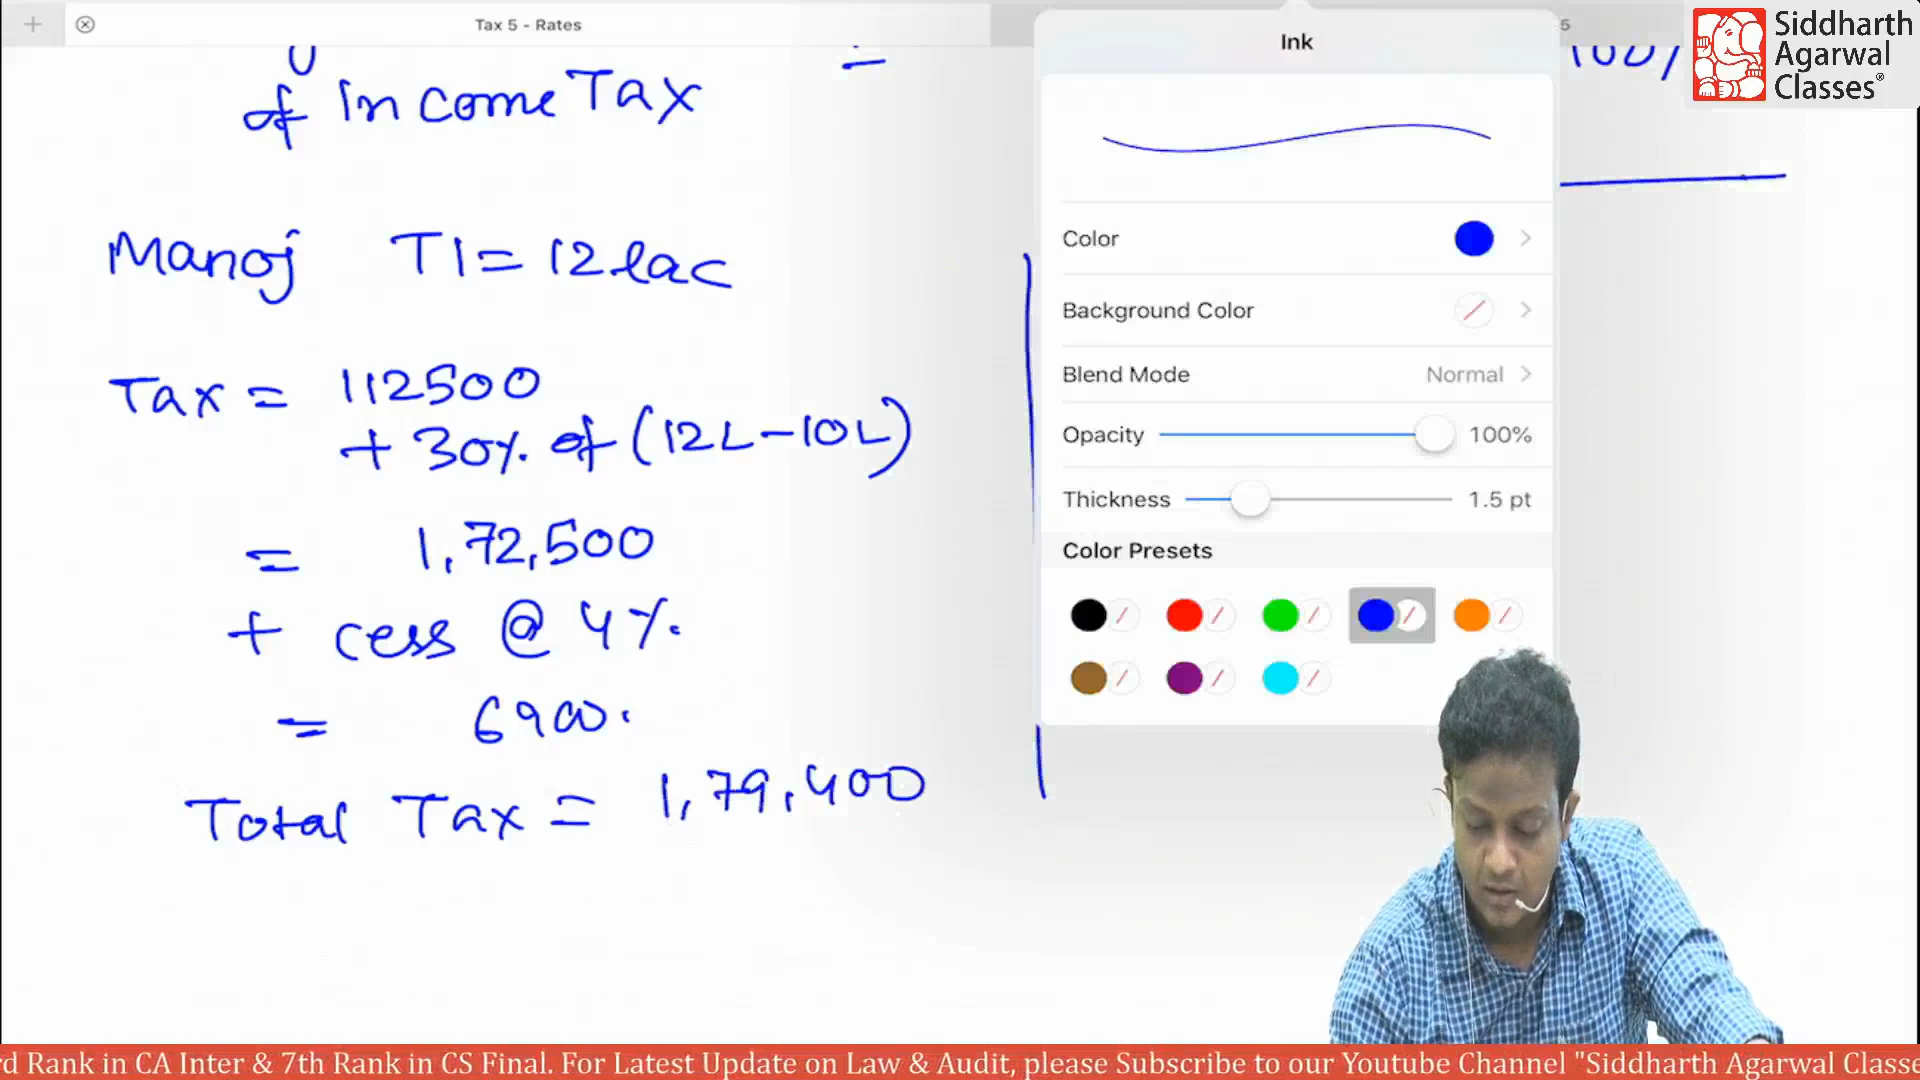 Tax 5 - Rates
Ink
5
Siddharth
Agarwal
Classes®
of Income Tax
=
Manoj TI = 12 lac
Color
Background Color
Tax = 112500
Blend Mode Normal
+ 30% of (12L - 10L)
Opacity 100%
Thickness 1.5 pt
= 1,72,500
Color Presets
+ cess @ 4%.
= 6900.
Total Tax = 1,79,400
rd Rank in CA Inter & 7th Rank in CS Final. For Latest Update on Law & Audit, please Subscribe to our Youtube Channel "Siddharth Agarwal Classe